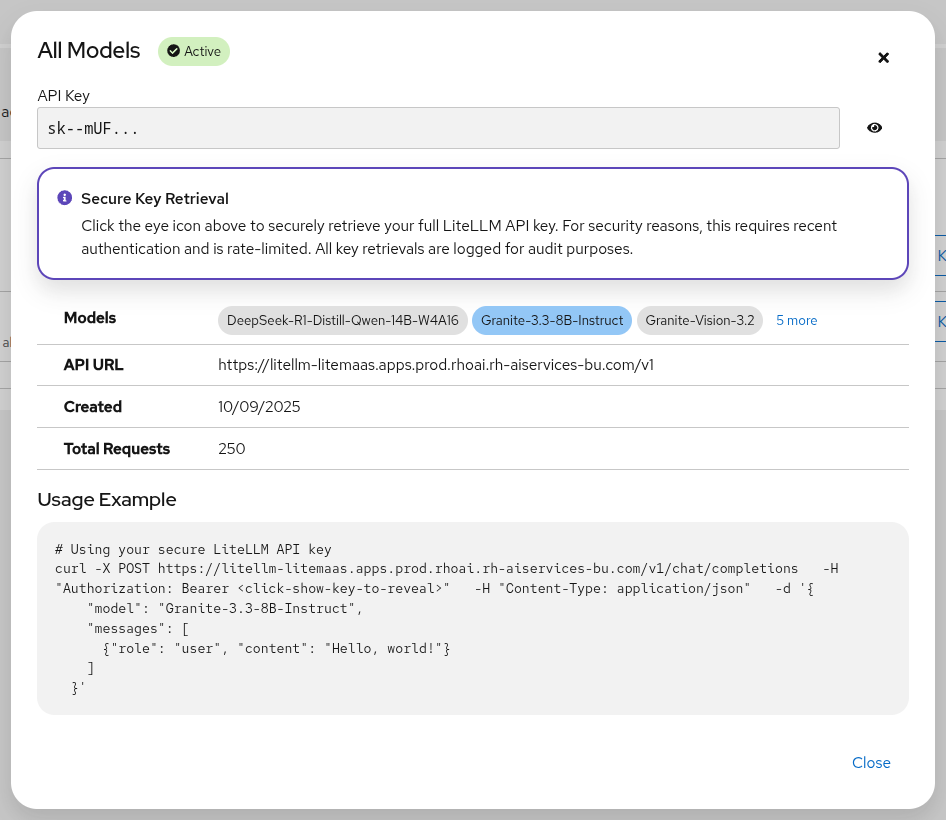 All Models
Active
API Key
sk--mUF...
Secure Key Retrieval
Click the eye icon above to securely retrieve your full LiteLLM API key. For security reasons, this requires recent
authentication and is rate-limited. All key retrievals are logged for audit purposes.
Models
DeepSeek-R1-Distill-Qwen-14B-W4A16
Granite-3.3-8B-Instruct
Granite-Vision-3.2
5 more
API URL
https://litellm-litemaas.apps.prod.rhoai.rh-aiservices-bu.com/v1
Created
10/09/2025
Total Requests
250
Usage Example
# Using your secure LiteLLM API key
curl -X POST https://litellm-litemaas.apps.prod.rhoai.rh-aiservices-bu.com/v1/chat/completions   -H
"Authorization: Bearer <click-show-key-to-reveal>"   -H "Content-Type: application/json"   -d '{
    "model": "Granite-3.3-8B-Instruct",
    "messages": [
      {"role": "user", "content": "Hello, world!"}
    ]
  }'
Close